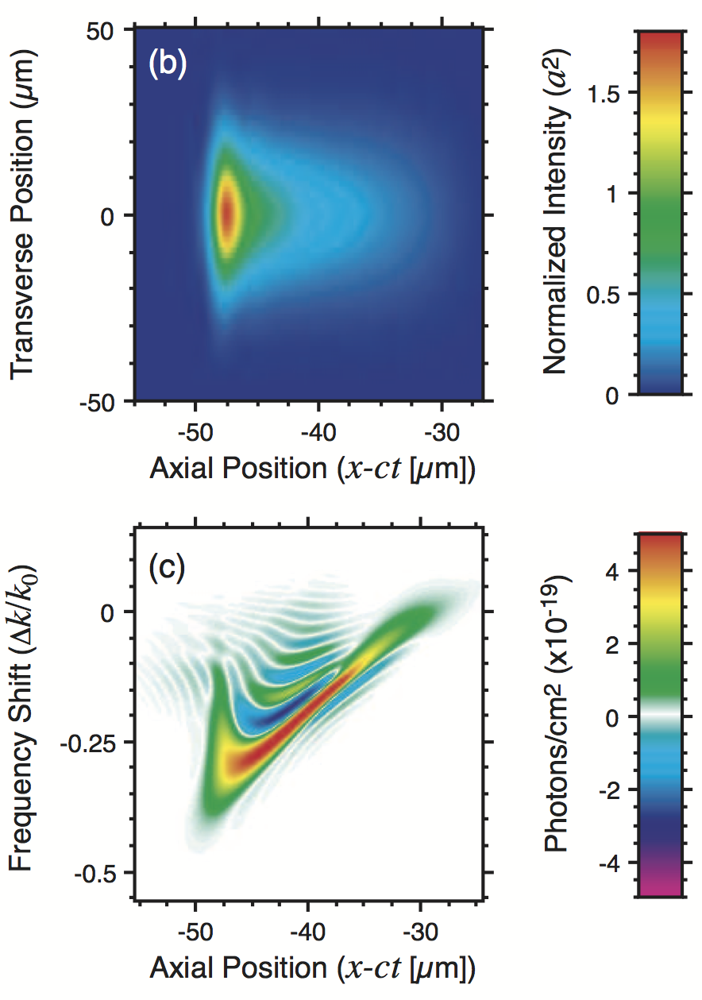 (b)
50
0
-50
Transverse Position (μm)
-50
-40
-30
Axial Position (x-ct [μm])
Normalized Intensity (a²)
1.5
1
0.5
0
(c)
0
-0.25
-0.5
Frequency Shift (Δk/k₀)
-50
-40
-30
Axial Position (x-ct [μm])
Photons/cm² (x10⁻¹⁹)
4
2
0
-2
-4